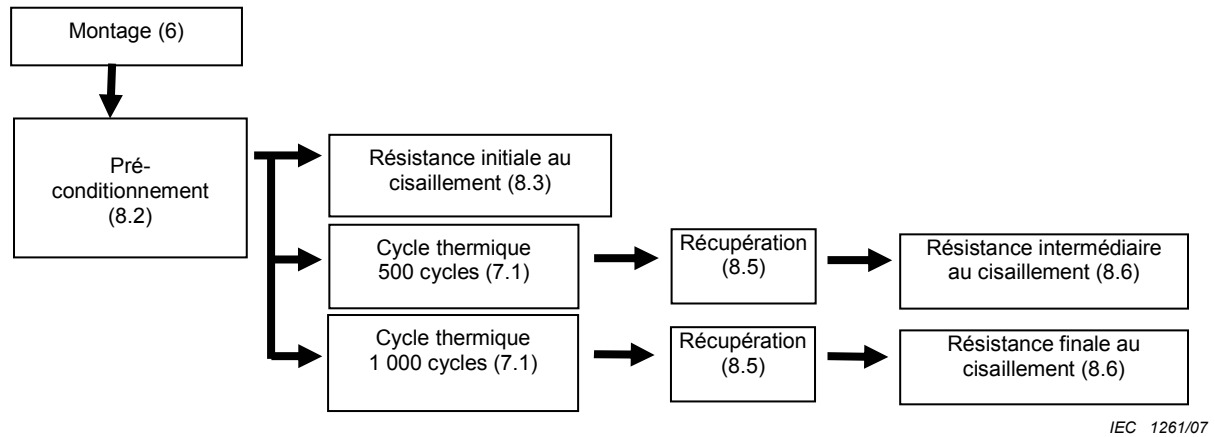 Montage (6)
Pré-
conditionnement
(8.2)
Résistance initiale au
cisaillement (8.3)
Cycle thermique
500 cycles (7.1)
Récupération
(8.5)
Résistance intermédiaire
au cisaillement (8.6)
Cycle thermique
1 000 cycles (7.1)
Récupération
(8.5)
Résistance finale au
cisaillement (8.6)
IEC 1261/07